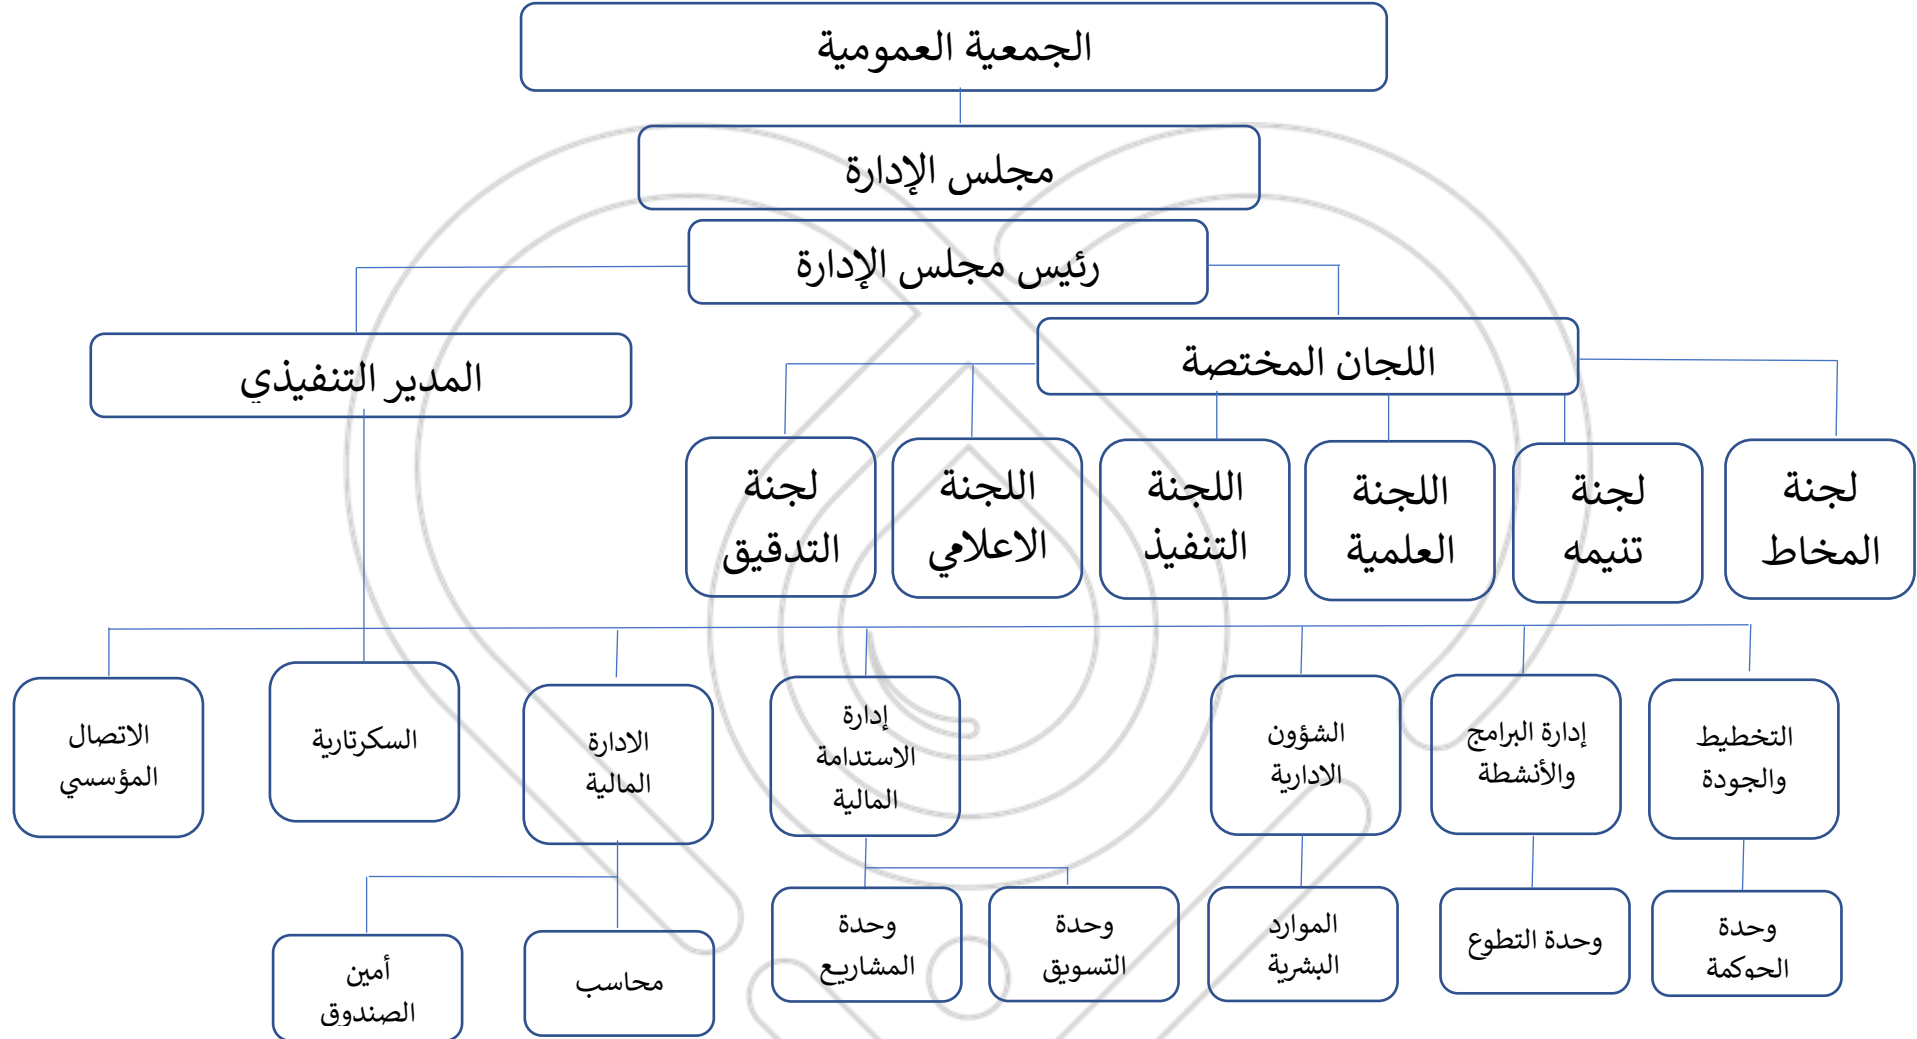 الجمعية العمومية
مجلس الإدارة
رئيس مجلس الإدارة
اللجان المختصة
المدير التنفيذي
لجنة
المخاط
لجنة
تنيمه
اللجنة
العلمية
اللجنة
التنفيذ
اللجنة
الاعلامي
لجنة
التدقيق
التخطيط
والجودة
إدارة البرامج
والأنشطة
الشؤون
الادارية
إدارة
الاستدامة
المالية
الادارة
المالية
السكرتارية
الاتصال
المؤسسي
وحدة
الحوكمة
وحدة التطوع
الموارد
البشرية
وحدة
التسويق
وحدة
المشاريع
محاسب
أمين
الصندوق